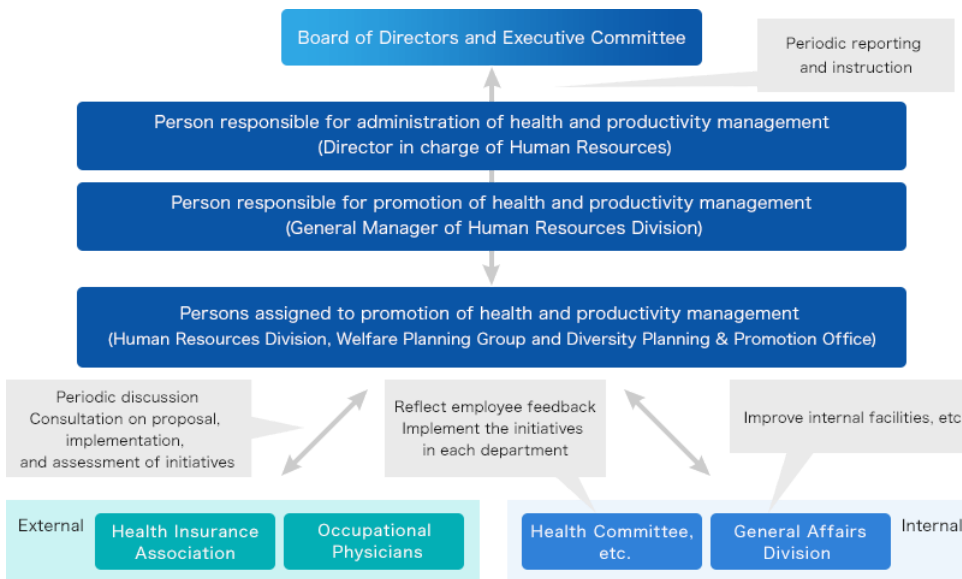 Board of Directors and Executive Committee
Periodic reporting
and instruction
Person responsible for administration of health and productivity management
(Director in charge of Human Resources)
Person responsible for promotion of health and productivity management
(General Manager of Human Resources Division)
Persons assigned to promotion of health and productivity management
(Human Resources Division, Welfare Planning Group and Diversity Planning & Promotion Office)
Periodic discussion
Consultation on proposal,
implementation,
and assessment of initiatives
Reflect employee feedback
Implement the initiatives
in each department
Improve internal facilities, etc
External
Health Insurance
Association
Occupational
Physicians
Health Committee,
etc.
General Affairs
Division
Internal